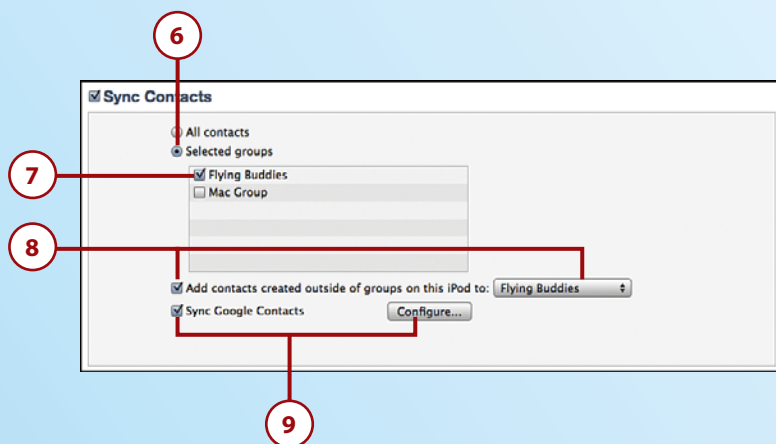 6
Sync Contacts
All contacts
Selected groups
7
Flying Buddies
Mac Group
8
Add contacts created outside of groups on this iPod to: Flying Buddies
Sync Google Contacts Configure...
9